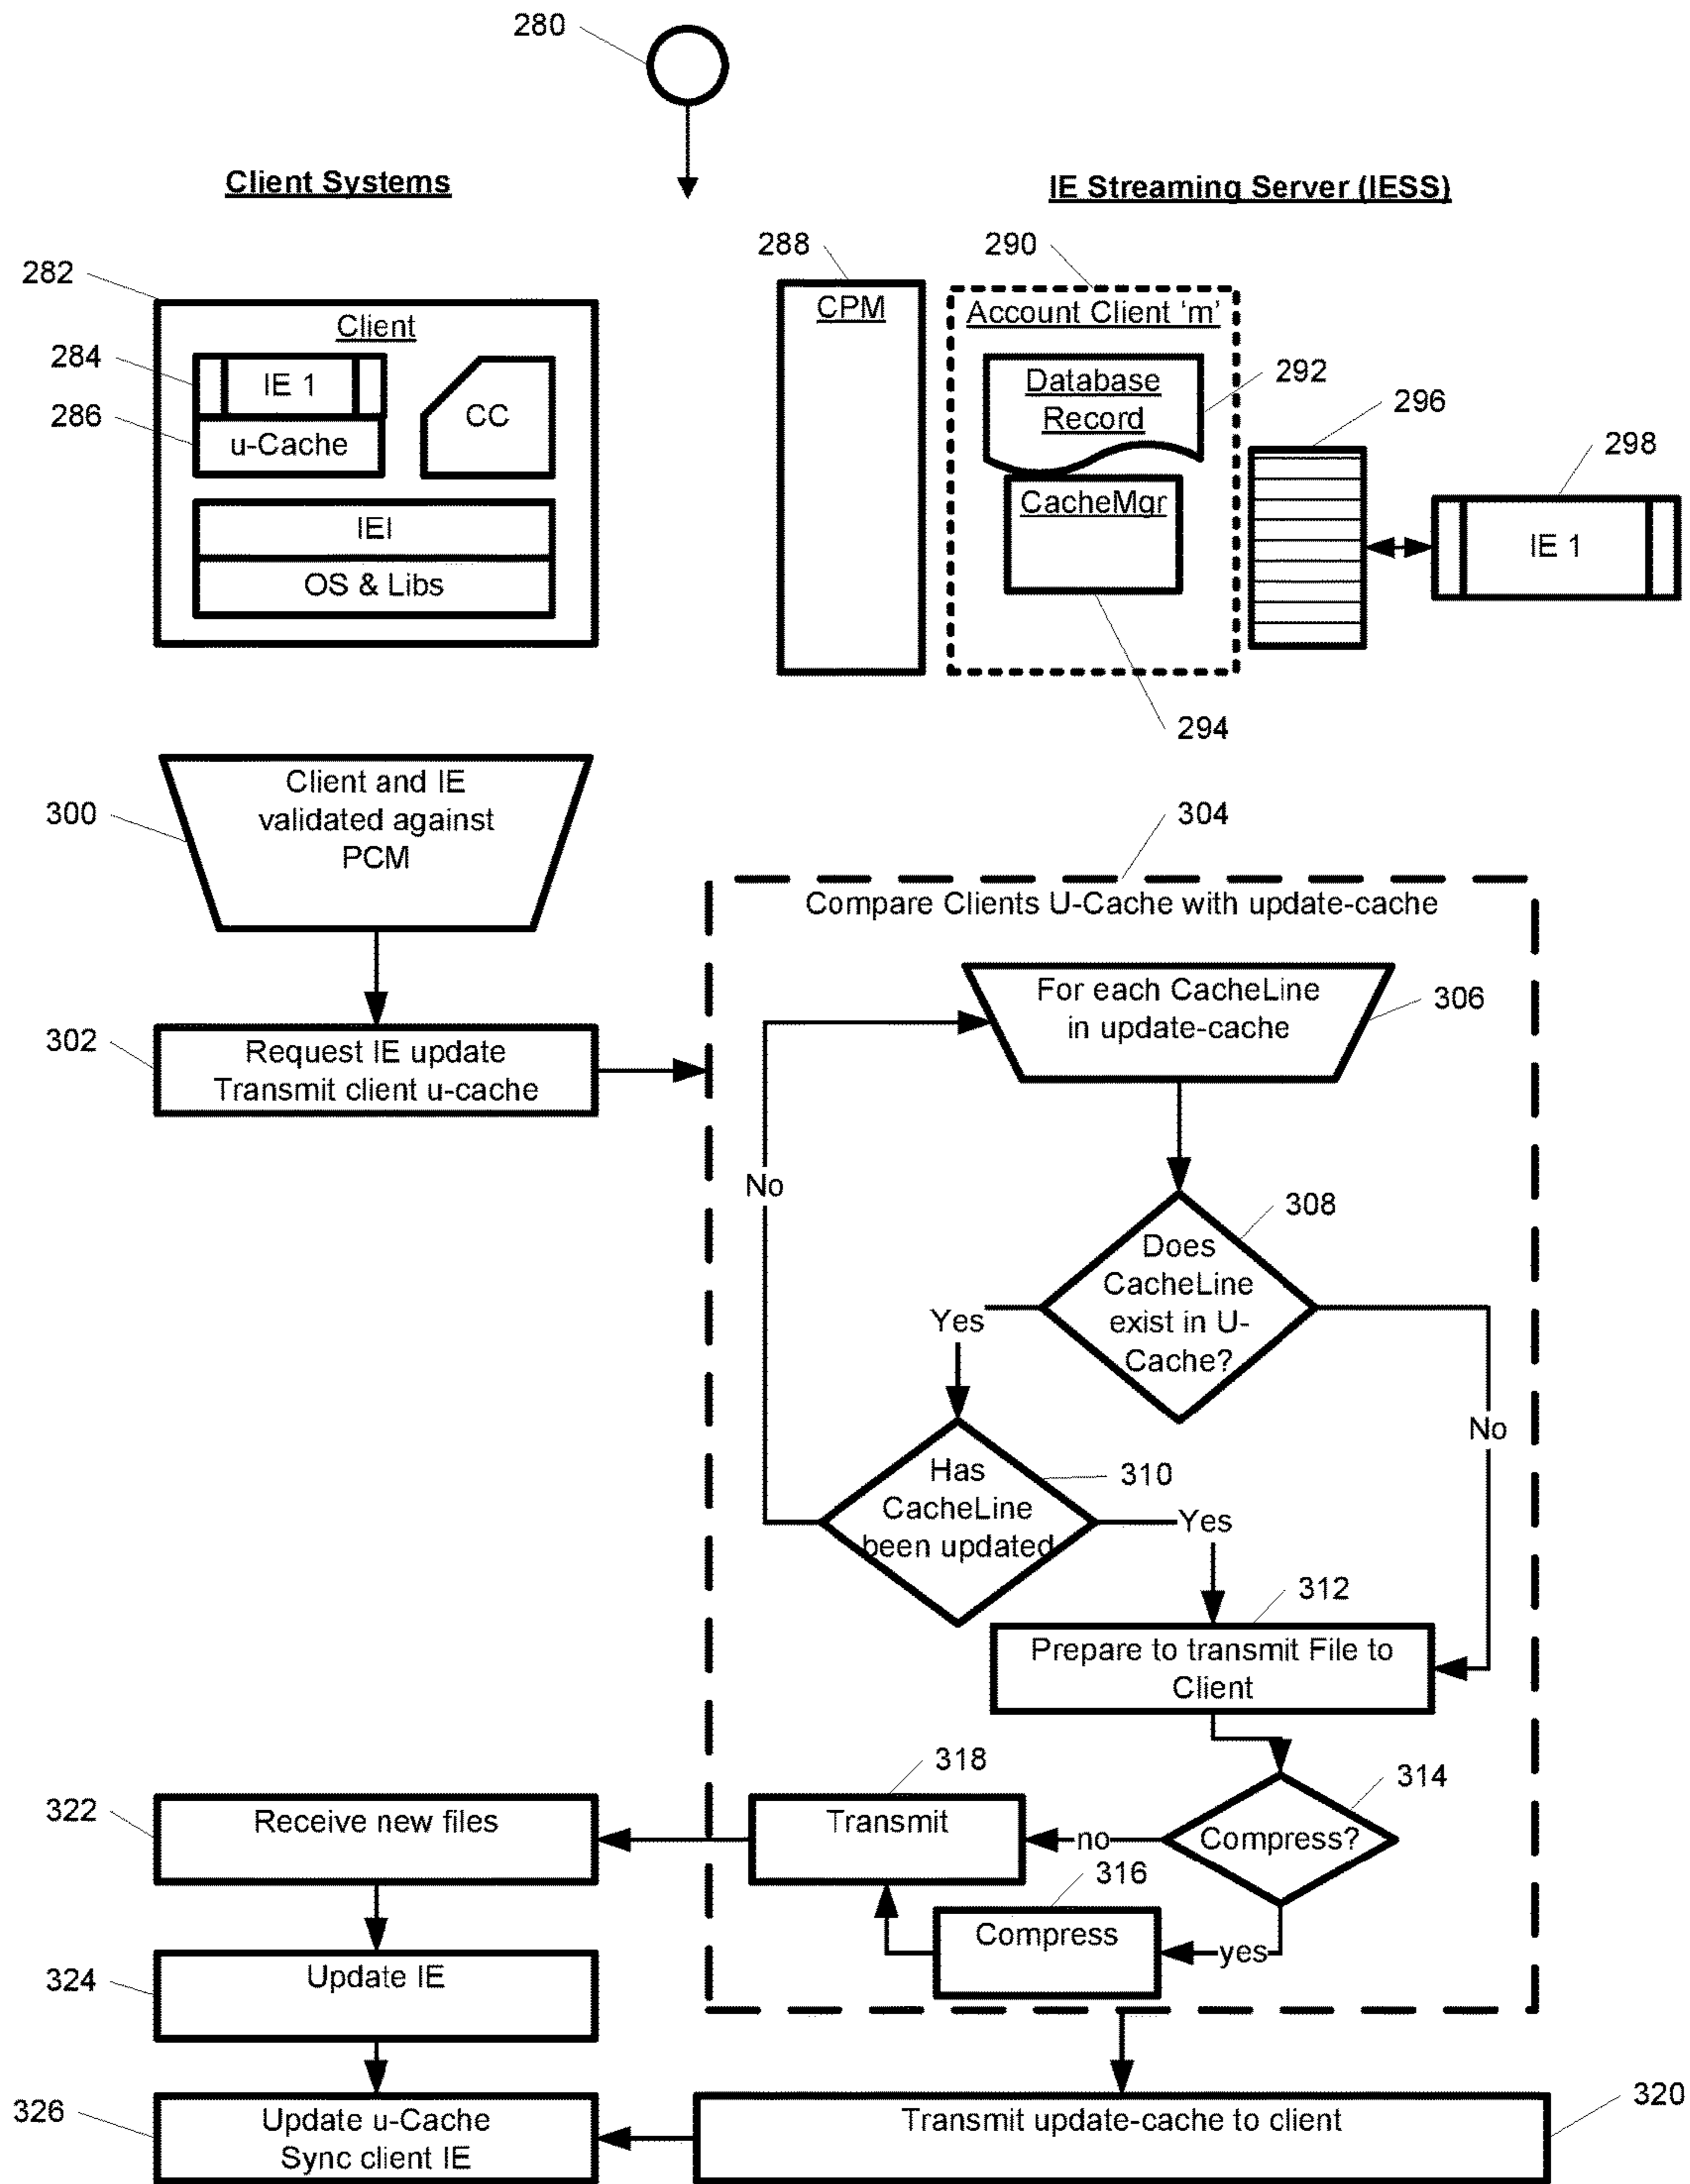 280
Client Systems
IE Streaming Server (IESS)
288
290
282
Client
CPM
Account Client 'm'
284
IE 1
CC
Database
Record
292
296
286
u-Cache
298
IEI
CacheMgr
IE 1
OS & Libs
294
300
Client and IE
validated against
PCM
304
Compare Clients U-Cache with update-cache
For each CacheLine
in update-cache
306
302
Request IE update
Transmit client u-cache
No
308
Does
CacheLine
exist in U-
Cache?
Yes
No
310
Has
CacheLine
been updated
Yes
312
Prepare to transmit File to
Client
318
314
322
Receive new files
Transmit
no
Compress?
316
Compress
yes
324
Update IE
326
Update u-Cache
Sync client IE
Transmit update-cache to client
320